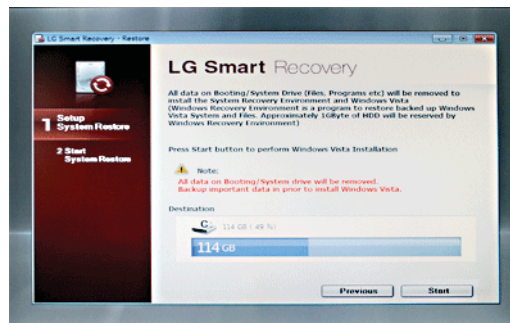 LG Smart Recovery - Restore
LG Smart Recovery
All data on Booting/System Drive (Files, Programs etc) will be removed to
install the System Recovery Environment and Windows Vista
(Windows Recovery Environment is a program to restore backed up Windows
Vista System and Files. Approximately 1GByte of HDD will be reserved by
Windows Recovery Environment)
1 Setup
System Restore
2 Start
System Restore
Press Start button to perform Windows Vista Installation
Note:
All data on Booting/System drive will be removed.
Backup important data in prior to install Windows Vista.
Destination
C: 114 GB ( 49 %)
114 GB
Previous
Start